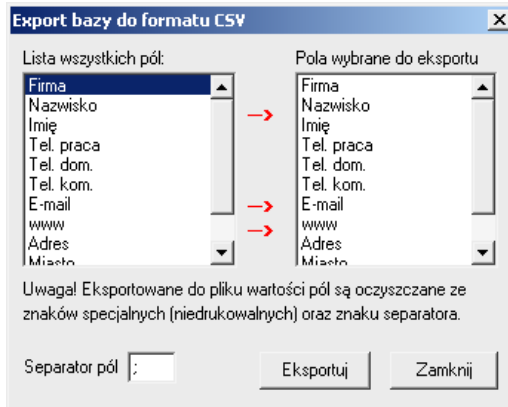 Export bazy do formatu CSV
Lista wszystkich pól:
Firma
Nazwisko
Imię
Tel. praca
Tel. dom.
Tel. kom.
E-mail
www
Adres
Miasto
Pola wybrane do eksportu
Firma
Nazwisko
Imię
Tel. praca
Tel. dom.
Tel. kom.
E-mail
www
Adres
Miasto
Uwaga! Eksportowane do pliku wartości pól są oczyszczane ze
znaków specjalnych (niedrukowalnych) oraz znaku separatora.
Separator pól ;
Eksportuj
Zamknij